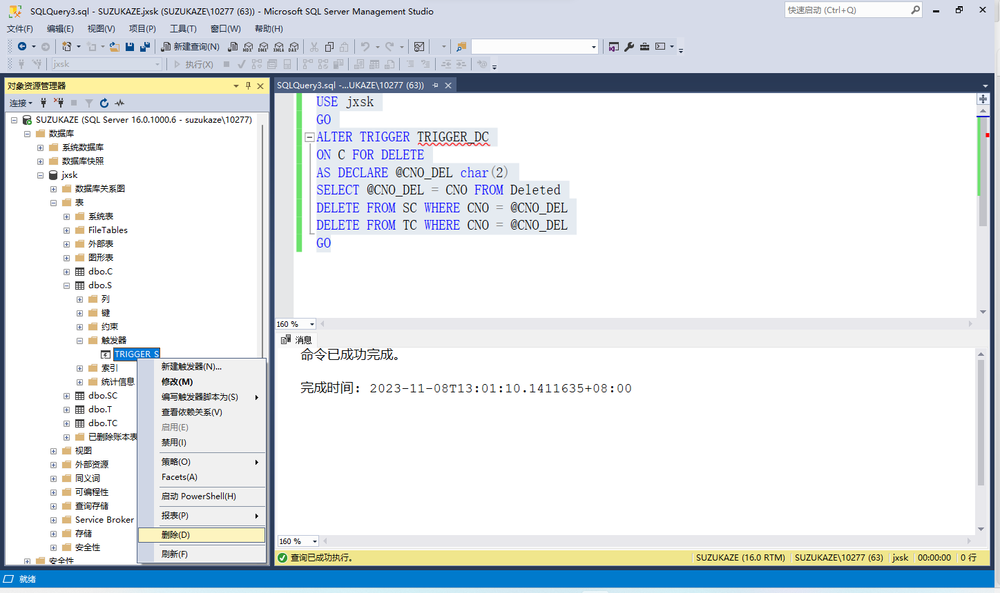 SQLQuery3.sql - SUZUKAZE.jxsk (SUZUKAZE\10277 (63)) - Microsoft SQL Server Management Studio
快速启动 (Ctrl+Q)
文件(F) 编辑(E) 视图(V) 项目(P) 工具(T) 窗口(W) 帮助(H)
新建查询(N) MDX DMX XMLA DAX
jxsk 执行(X)
对象资源管理器
连接
SUZUKAZE (SQL Server 16.0.1000.6 - suzukaze\10277)
数据库
系统数据库
数据库快照
jxsk
数据库关系图
表
系统表
FileTables
外部表
图形表
dbo.C
dbo.S
列
键
约束
触发器
TRIGGER_S
索引
统计信息
dbo.SC
dbo.T
dbo.TC
已删除账本表
视图
外部资源
同义词
可编程性
查询存储
Service Broker
存储
安全性
安全性
新建触发器(N)...
修改(M)
编写触发器脚本为(S)
查看依赖关系(V)
启用(E)
禁用(I)
策略(O)
Facets(A)
启动 PowerShell(H)
报表(P)
删除(D)
刷新(F)
SQLQuery3.sql -...UKAZE\10277 (63))
USE jxsk
GO
ALTER TRIGGER TRIGGER_DC
ON C FOR DELETE
AS DECLARE @CNO_DEL char(2)
SELECT @CNO_DEL = CNO FROM Deleted
DELETE FROM SC WHERE CNO = @CNO_DEL
DELETE FROM TC WHERE CNO = @CNO_DEL
GO
160 %
消息
命令已成功完成。
完成时间: 2023-11-08T13:01:10.1411635+08:00
160 %
查询已成功执行。 SUZUKAZE (16.0 RTM) SUZUKAZE\10277 (63) jxsk 00:00:00 0 行
就绪